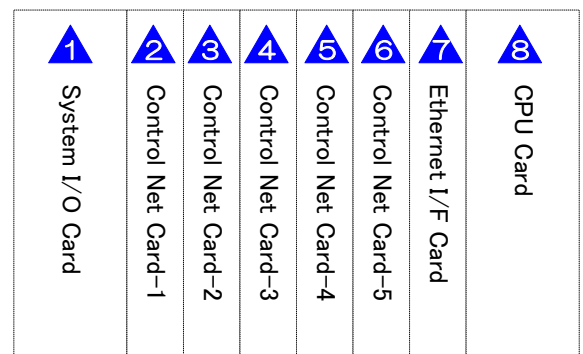 1 System I/O Card
2 Control Net Card-1
3 Control Net Card-2
4 Control Net Card-3
5 Control Net Card-4
6 Control Net Card-5
7 Ethernet I/F Card
8 CPU Card